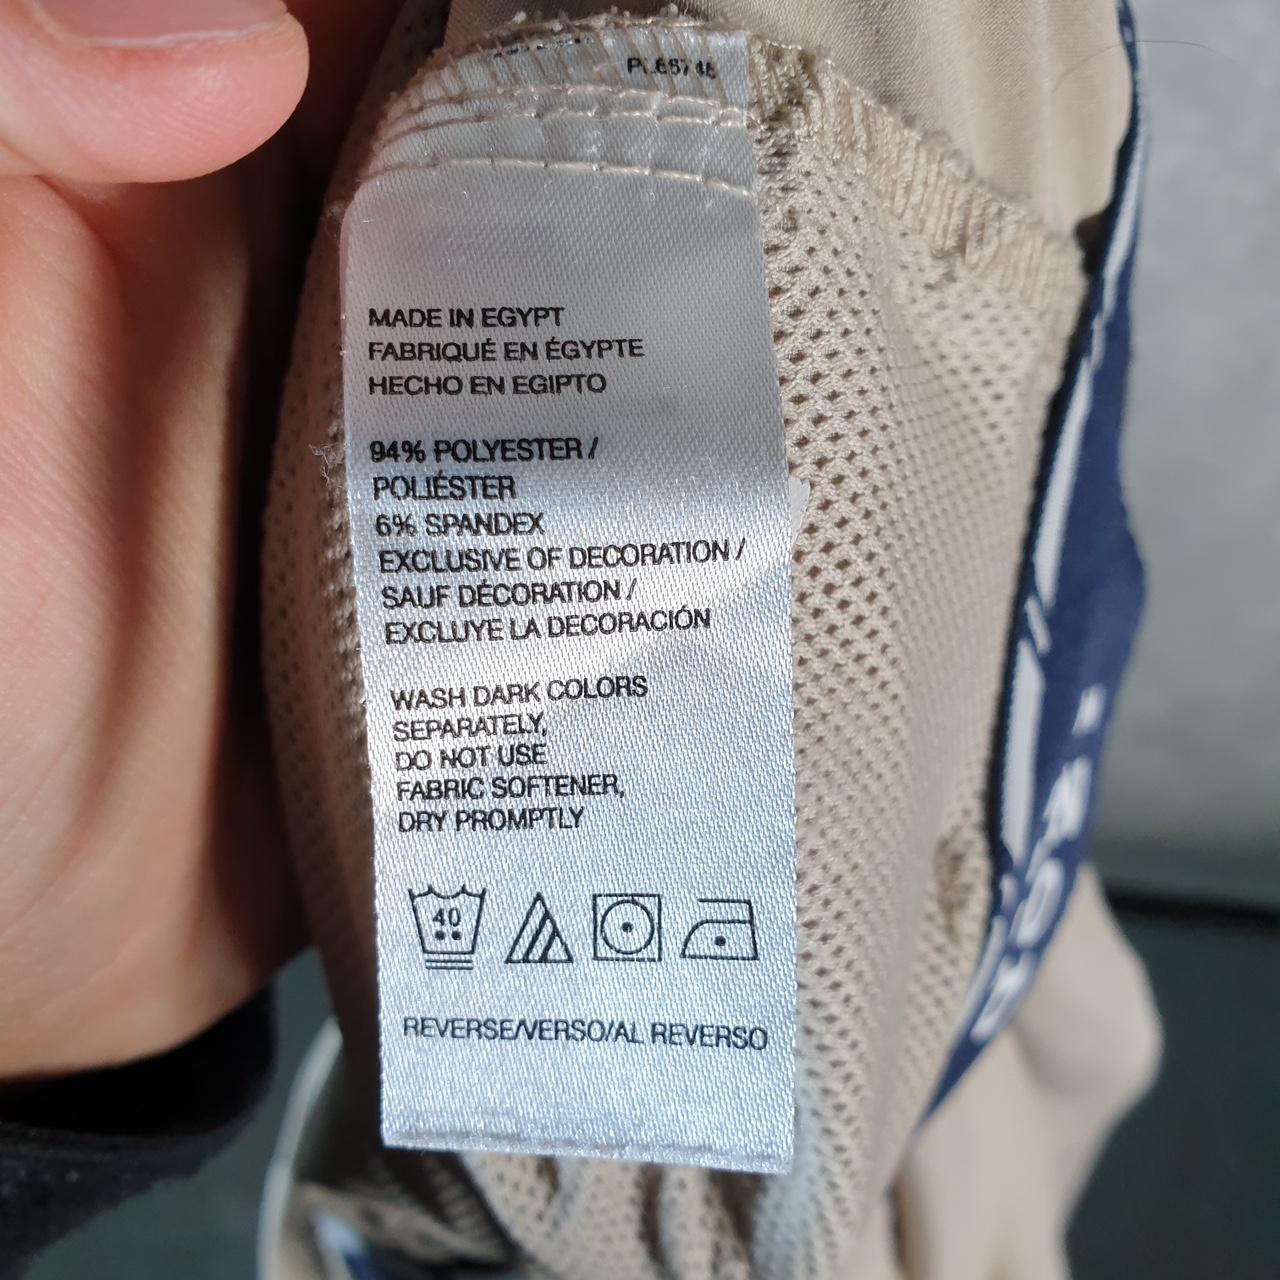 MADE IN EGYPT
FABRIQUÉ EN ÉGYPTE
HECHO EN EGIPTO
94% POLYESTER /
POLIÉSTER
6% SPANDEX
EXCLUSIVE OF DECORATION /
SAUF DÉCORATION /
EXCLUYE LA DECORACIÓN
WASH DARK COLORS
SEPARATELY,
DO NOT USE
FABRIC SOFTENER,
DRY PROMPTLY
40
REVERSE/VERSO/AL REVERSO